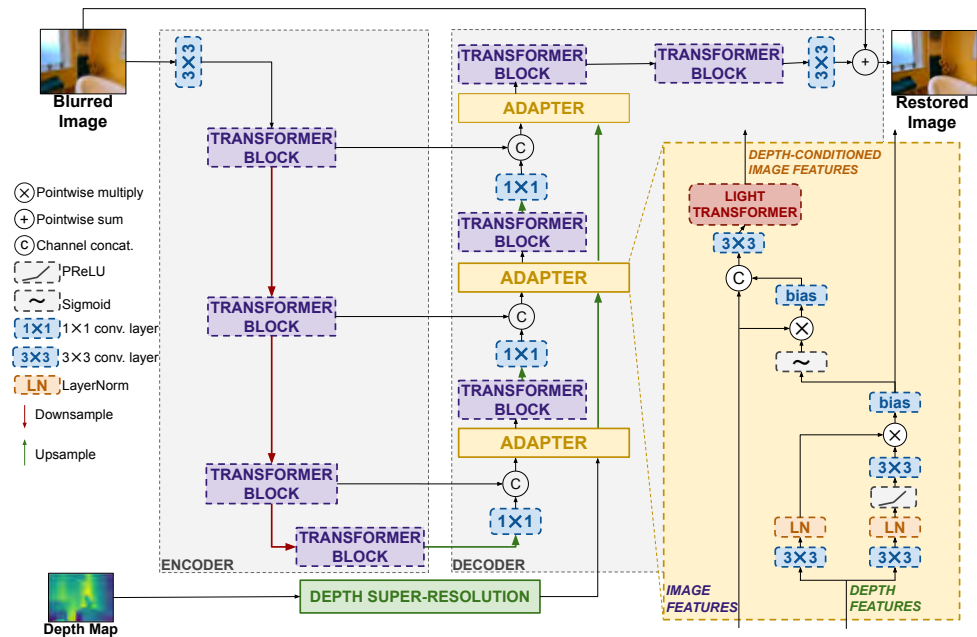 Blurred
Image
3×3
TRANSFORMER
BLOCK
TRANSFORMER
BLOCK
TRANSFORMER
BLOCK
TRANSFORMER
BLOCK
ENCODER
TRANSFORMER
BLOCK
TRANSFORMER
BLOCK
3×3
+
Restored
Image
ADAPTER
C
1×1
TRANSFORMER
BLOCK
ADAPTER
C
1×1
TRANSFORMER
BLOCK
ADAPTER
C
1×1
DECODER
× Pointwise multiply
+ Pointwise sum
C Channel concat.
PReLU
~ Sigmoid
1×1 1×1 conv. layer
3×3 3×3 conv. layer
LN LayerNorm
Downsample
Upsample
DEPTH-CONDITIONED
IMAGE FEATURES
LIGHT
TRANSFORMER
3×3
C
bias
×
~
bias
×
3×3
LN
LN
3×3
3×3
IMAGE
FEATURES
DEPTH
FEATURES
DEPTH SUPER-RESOLUTION
Depth Map